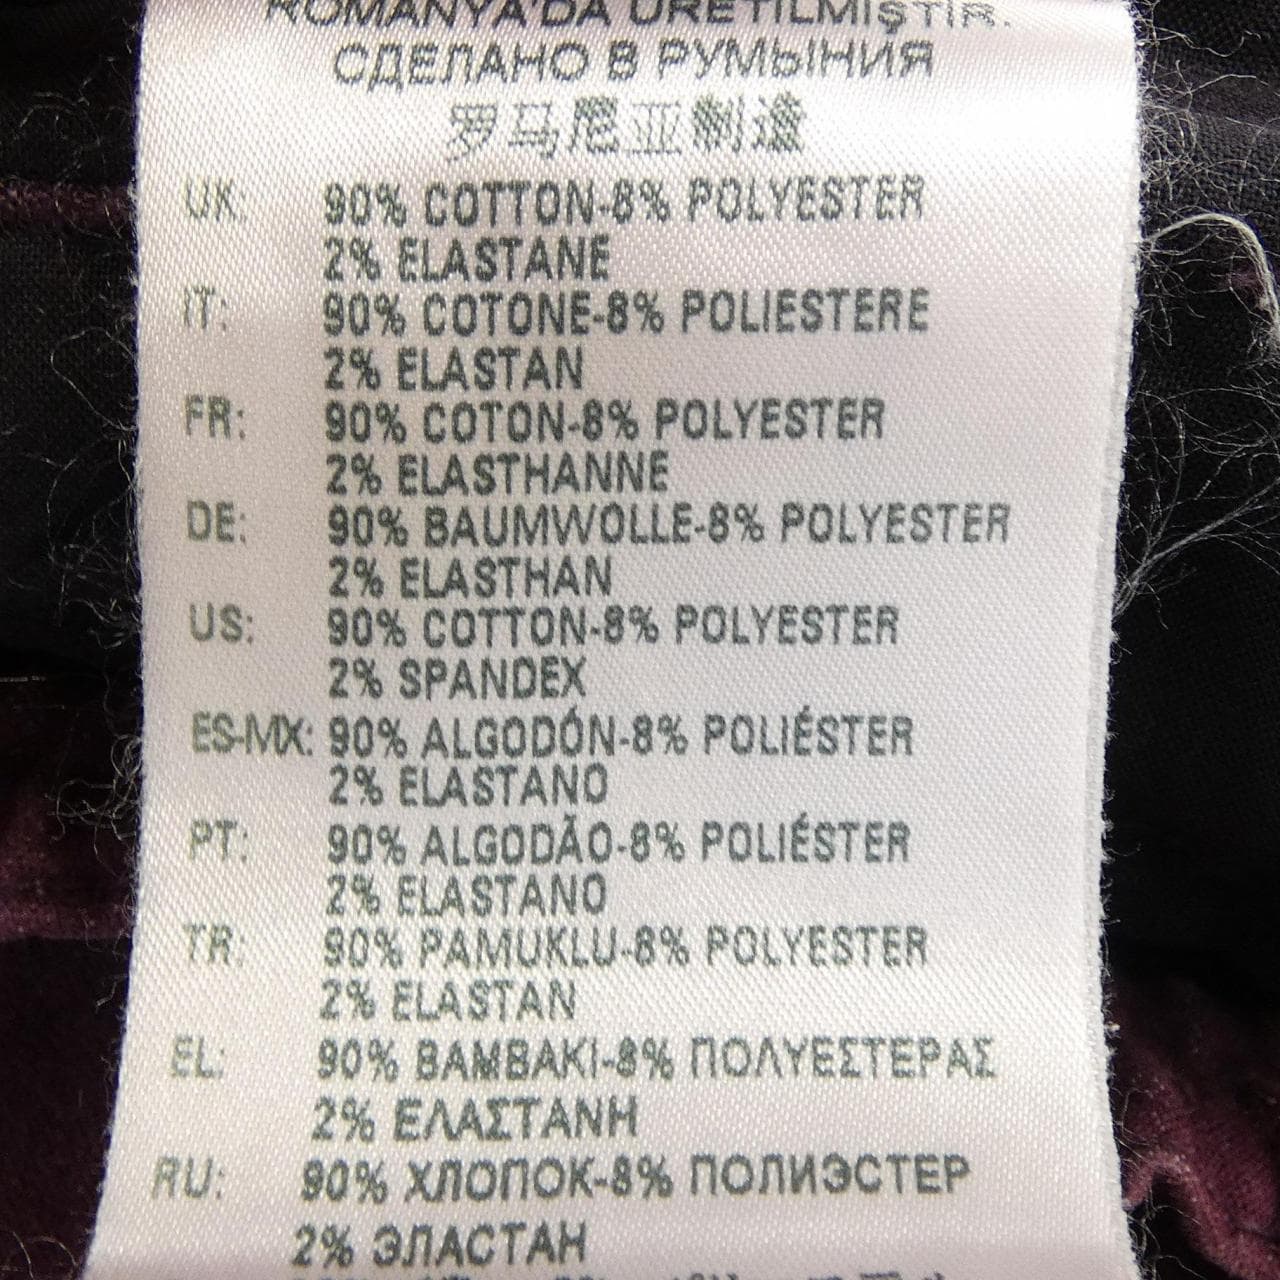 ROMANYA'DA ÜRETİLMİŞTİR.
СДЕЛАНО В РУМЫНИЯ
罗马尼亚制造
UK: 90% COTTON-8% POLYESTER
2% ELASTANE
IT: 90% COTONE-8% POLIESTERE
2% ELASTAN
FR: 90% COTON-8% POLYESTER
2% ELASTHANNE
DE: 90% BAUMWOLLE-8% POLYESTER
2% ELASTHAN
US: 90% COTTON-8% POLYESTER
2% SPANDEX
ES-MX: 90% ALGODÓN-8% POLIÉSTER
2% ELASTANO
PT: 90% ALGODÃO-8% POLIÉSTER
2% ELASTANO
TR: 90% PAMUKLU-8% POLYESTER
2% ELASTAN
EL: 90% ΒΑΜΒΑΚΙ-8% ΠΟΛΥΕΣΤΕΡΑΣ
2% ΕΛΑΣΤΑΝΗ
RU: 90% ХЛОПОК-8% ПОЛИЭСТЕР
2% ЭЛАСТАН